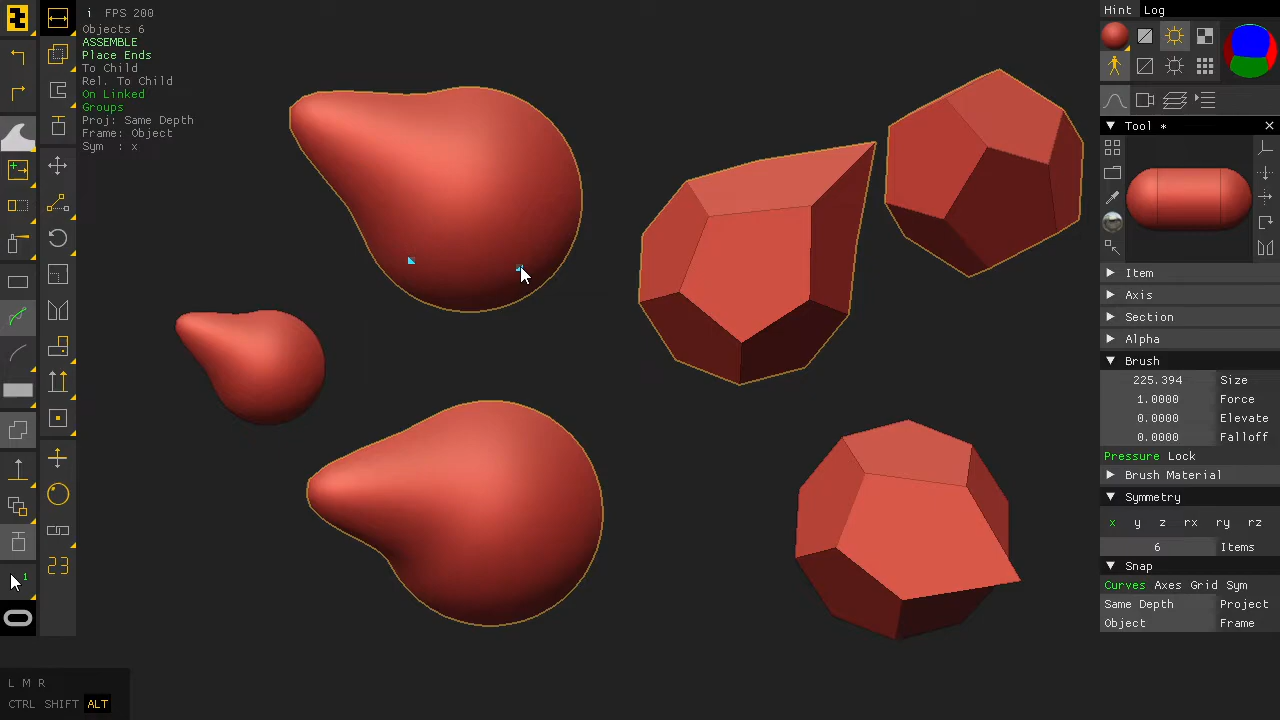 i FPS 200
Objects 6
ASSEMBLE
Place Ends
To Child
Rel. To Child
On Linked
Groups
Proj: Same Depth
Frame: Object
Sym : x
Hint Log
Tool *
Item
Axis
Section
Alpha
Brush
225.394 Size
1.0000 Force
0.0000 Elevate
0.0000 Falloff
Pressure Lock
Brush Material
Symmetry
x y z rx ry rz
6 Items
Snap
Curves Axes Grid Sym
Same Depth Project
Object Frame
1
L M R
CTRL SHIFT ALT